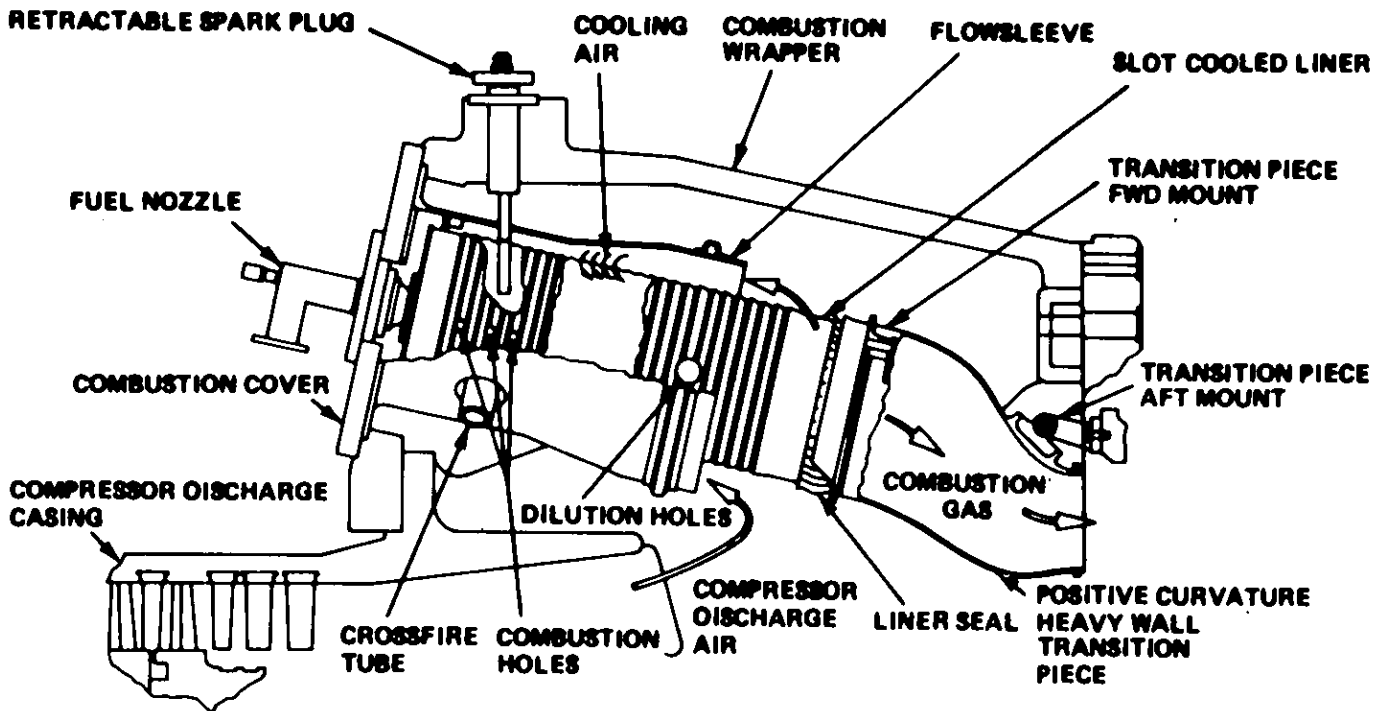 RETRACTABLE SPARK PLUG
COOLING
AIR
COMBUSTION
WRAPPER
FLOWSLEEVE
SLOT COOLED LINER
TRANSITION PIECE
FWD MOUNT
FUEL NOZZLE
COMBUSTION COVER
TRANSITION PIECE
AFT MOUNT
COMPRESSOR DISCHARGE
CASING
DILUTION HOLES
COMBUSTION
GAS
CROSSFIRE
TUBE
COMBUSTION
HOLES
COMPRESSOR
DISCHARGE
AIR
LINER SEAL
POSITIVE CURVATURE
HEAVY WALL
TRANSITION
PIECE